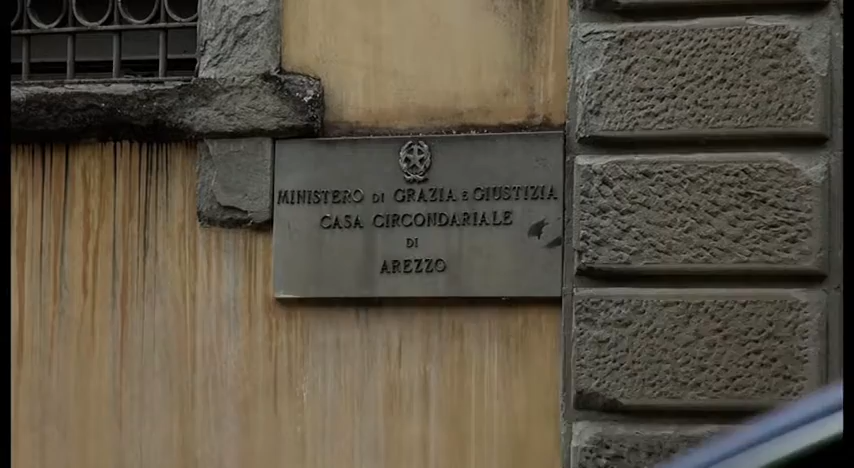 MINISTERO DI GRAZIA E GIUSTIZIA
CASA CIRCONDARIALE
DI
AREZZO